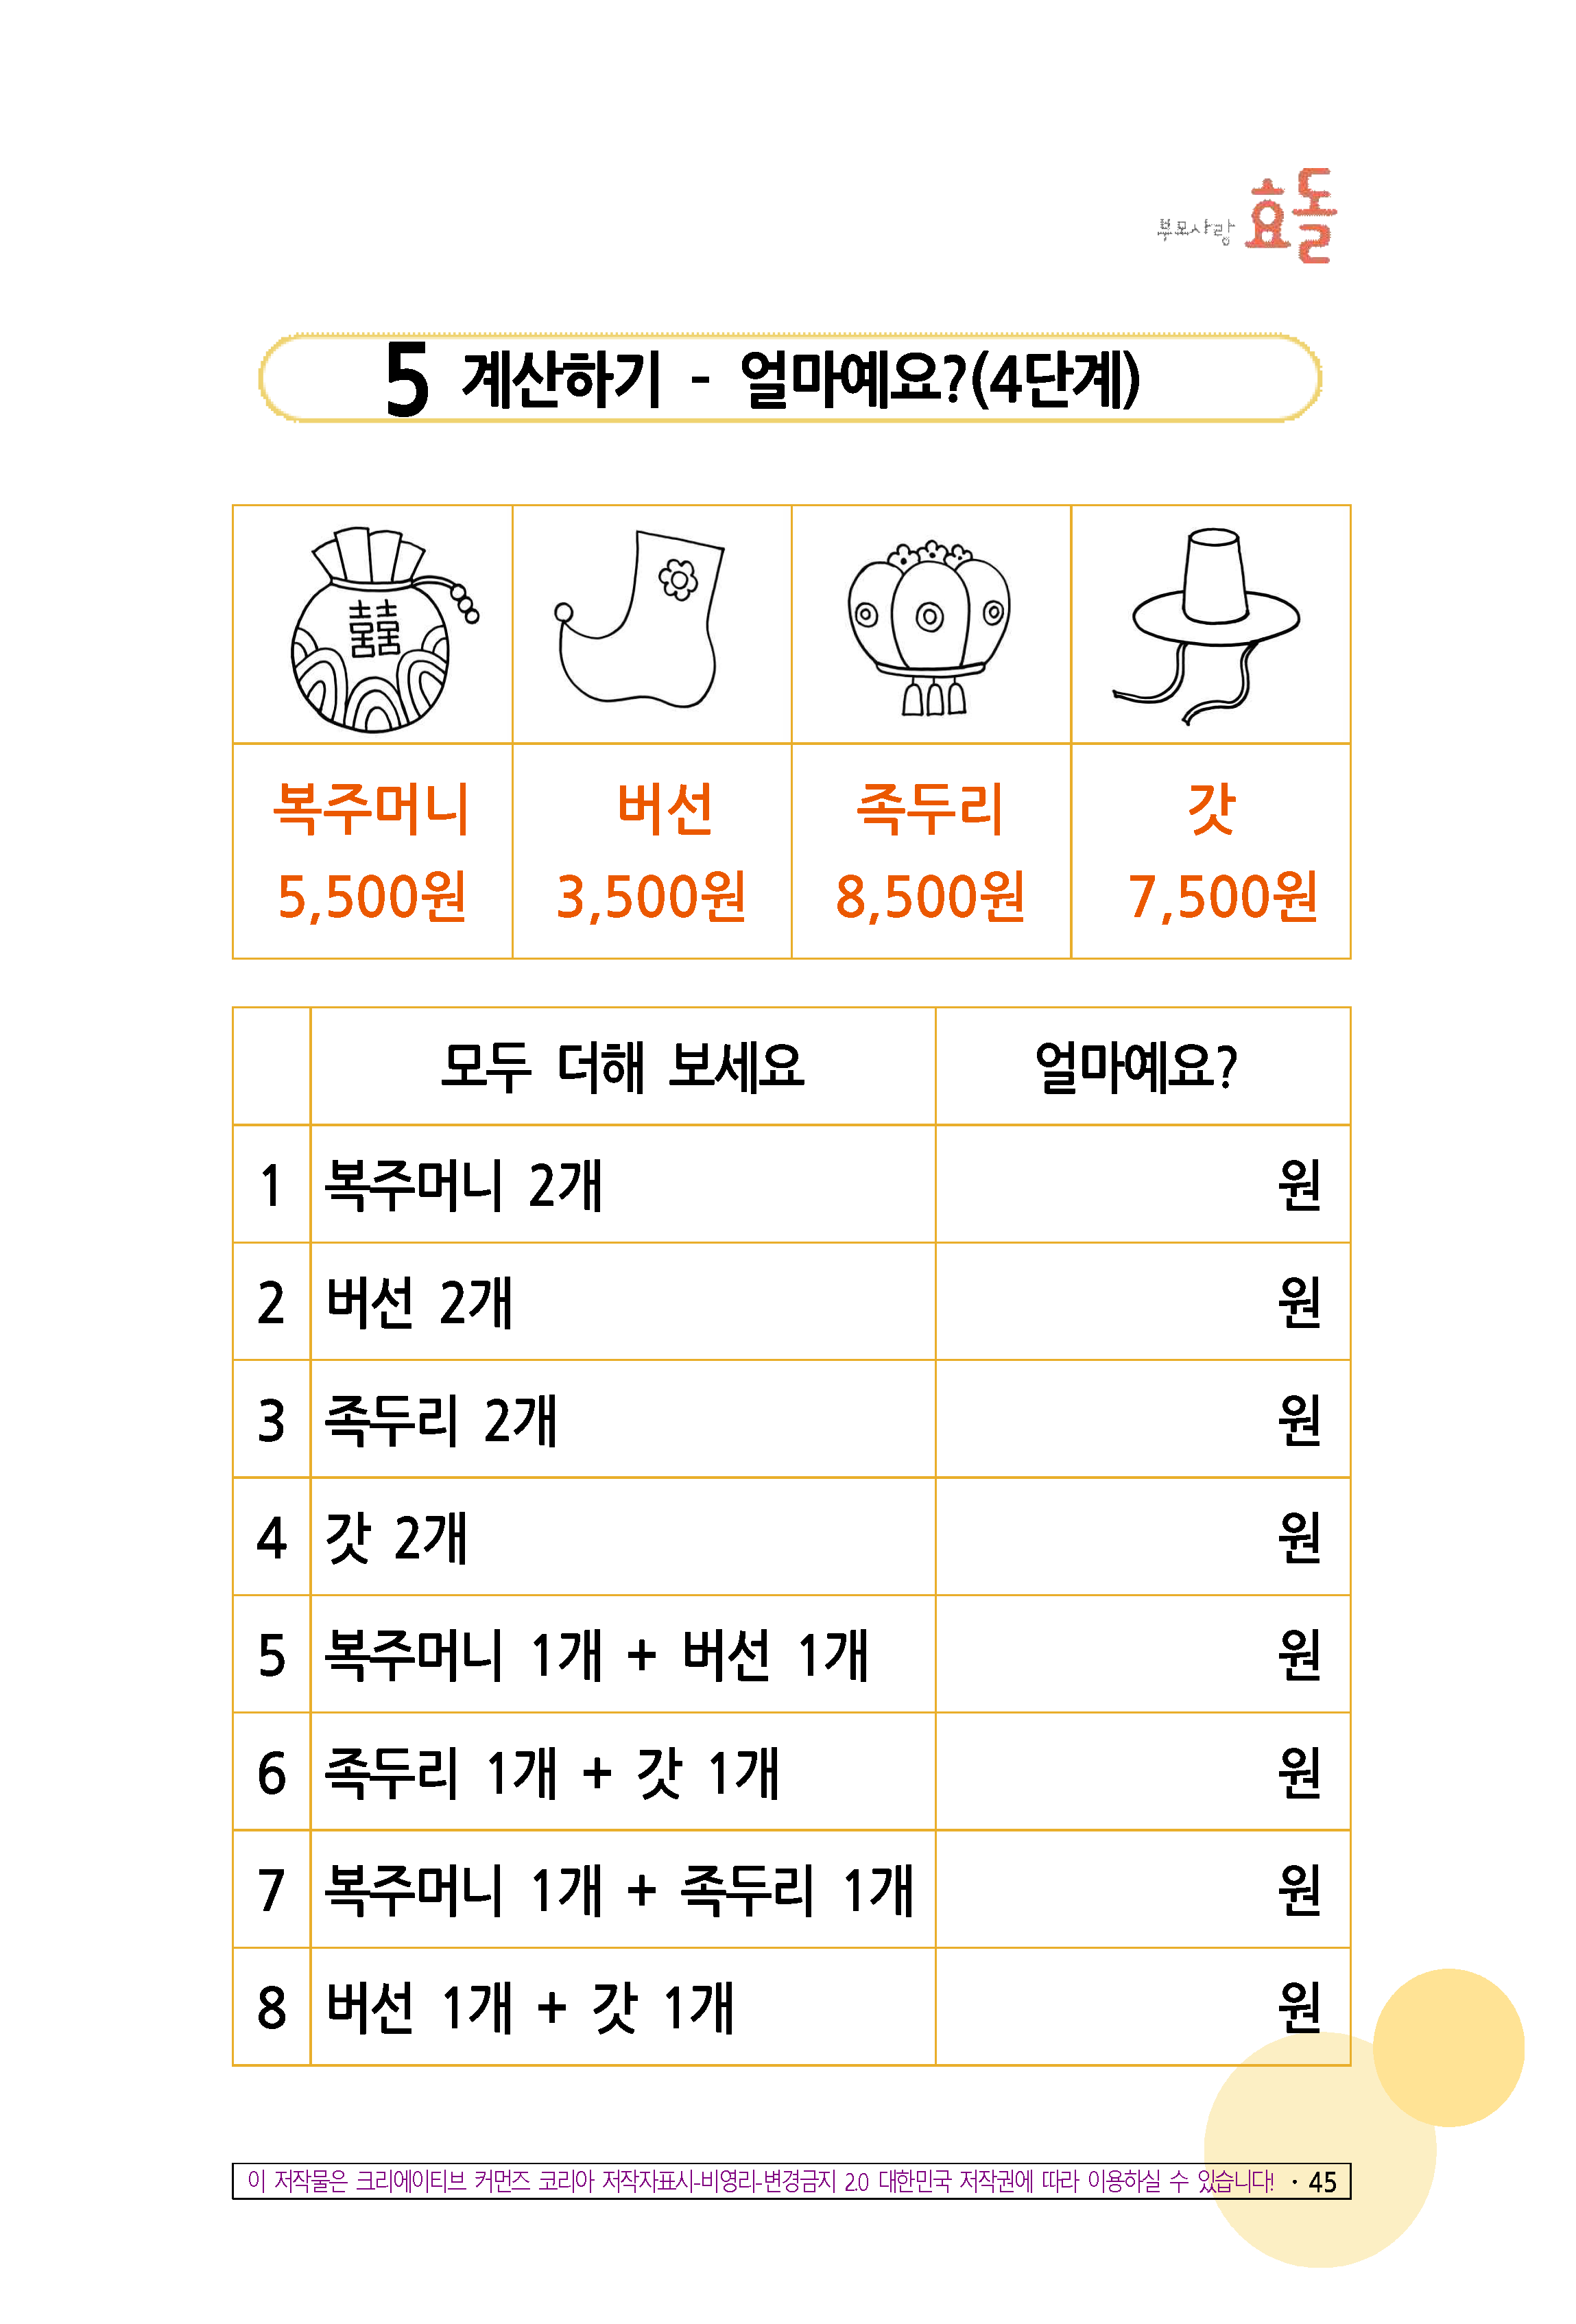 부모사랑 효돌
5 계산하기 - 얼마예요?(4단계)
囍
복주머니 버선 족두리 갓
5,500원 3,500원 8,500원 7,500원
모두 더해 보세요 얼마예요?
1 복주머니 2개 원
2 버선 2개 원
3 족두리 2개 원
4 갓 2개 원
5 복주머니 1개 + 버선 1개 원
6 족두리 1개 + 갓 1개 원
7 복주머니 1개 + 족두리 1개 원
8 버선 1개 + 갓 1개 원
이 저작물은 크리에이티브 커먼즈 코리아 저작자표시-비영리-변경금지 2.0 대한민국 저작권에 따라 이용하실 수 있습니다! · 45